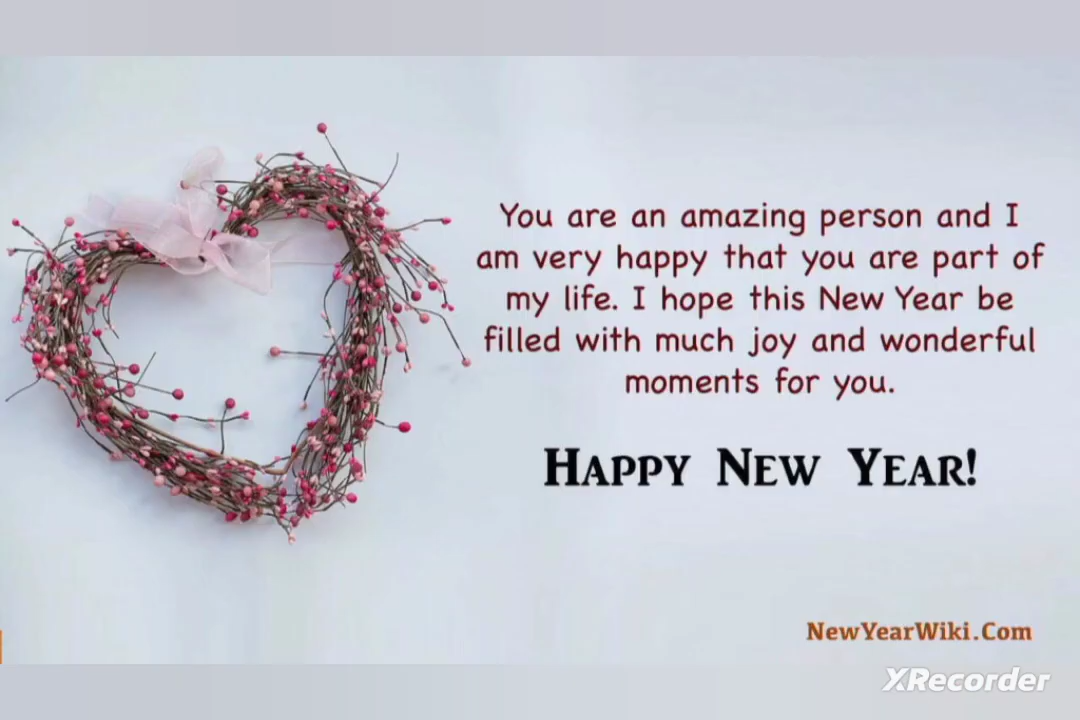 You are an amazing person and I
am very happy that you are part of
my life. I hope this New Year be
filled with much joy and wonderful
moments for you.
HAPPY NEW YEAR!
NewYearWiki.Com
XRecorder